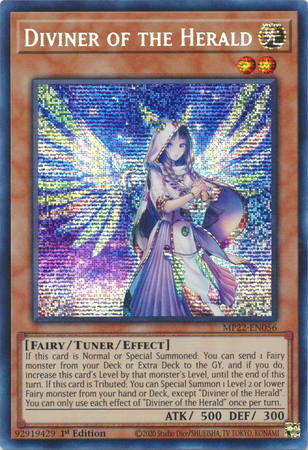 DIVINER OF THE HERALD
MP22-EN056
[FAIRY/TUNER/EFFECT]
If this card is Normal or Special Summoned: You can send 1 Fairy
monster from your Deck or Extra Deck to the GY, and if you do,
increase this card's Level by that monster's Level, until the end of this
turn. If this card is Tributed: You can Special Summon 1 Level 2 or lower
Fairy monster from your hand or Deck, except "Diviner of the Herald".
You can only use each effect of "Diviner of the Herald" once per turn.
ATK/ 500 DEF/ 300
92919429 1st Edition ©2020 Studio Dice/SHUEISHA, TV TOKYO, KONAMI